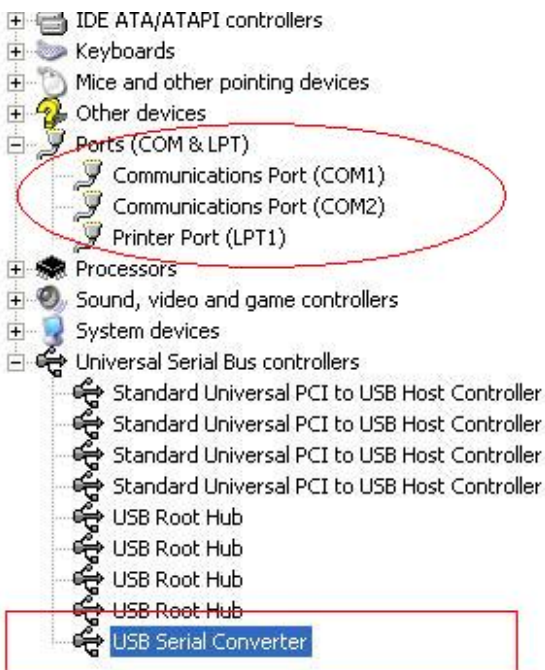 IDE ATA/ATAPI controllers
Keyboards
Mice and other pointing devices
Other devices
Ports (COM & LPT)
Communications Port (COM1)
Communications Port (COM2)
Printer Port (LPT1)
Processors
Sound, video and game controllers
System devices
Universal Serial Bus controllers
Standard Universal PCI to USB Host Controller
Standard Universal PCI to USB Host Controller
Standard Universal PCI to USB Host Controller
Standard Universal PCI to USB Host Controller
USB Root Hub
USB Root Hub
USB Root Hub
USB Root Hub
USB Serial Converter